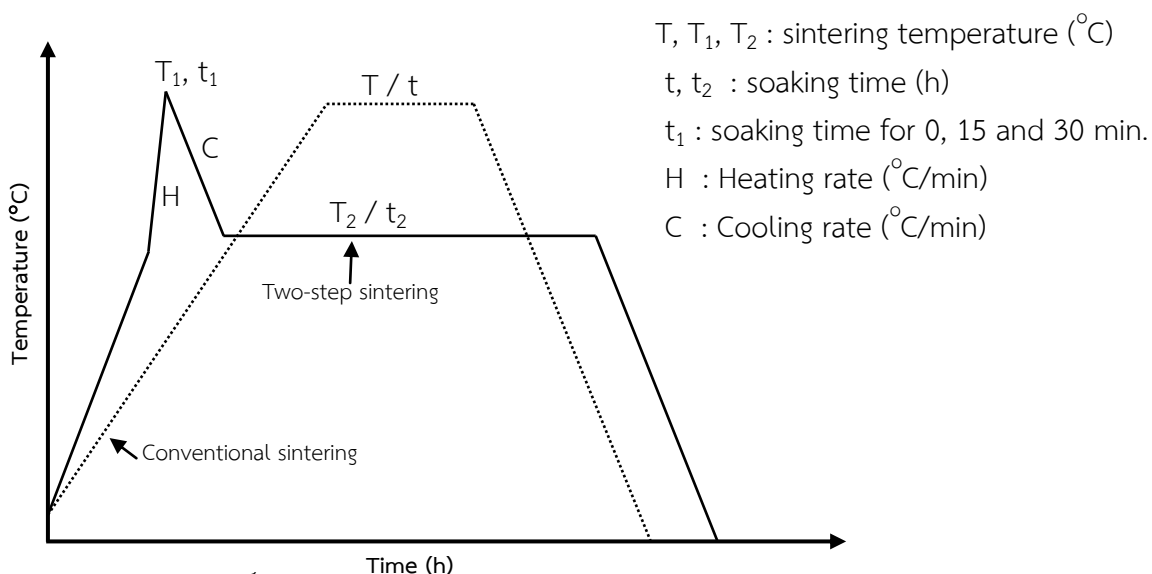 T, T₁, T₂ : sintering temperature (°C)
t, t₂ : soaking time (h)
t₁ : soaking time for 0, 15 and 30 min.
H : Heating rate (°C/min)
C : Cooling rate (°C/min)
T₁, t₁
T / t
C
H
T₂ / t₂
Two-step sintering
Conventional sintering
Temperature (°C)
Time (h)